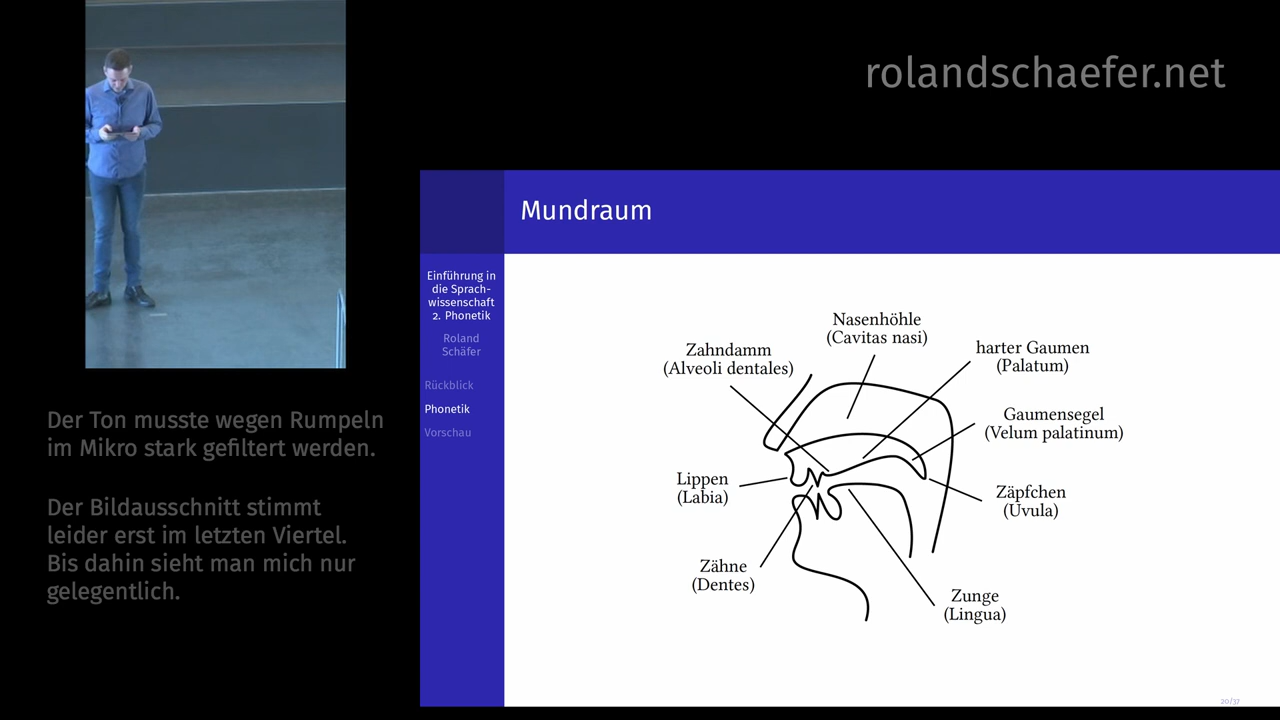 rolandschaefer.net
Mundraum
Einführung in
die Sprach-
wissenschaft
2. Phonetik
Roland
Schäfer
Rückblick
Phonetik
Vorschau
Nasenhöhle
(Cavitas nasi)
Zahndamm
(Alveoli dentales)
harter Gaumen
(Palatum)
Gaumensegel
(Velum palatinum)
Lippen
(Labia)
Zäpfchen
(Uvula)
Zähne
(Dentes)
Zunge
(Lingua)
20/37
Der Ton musste wegen Rumpeln
im Mikro stark gefiltert werden.
Der Bildausschnitt stimmt
leider erst im letzten Viertel.
Bis dahin sieht man mich nur
gelegentlich.